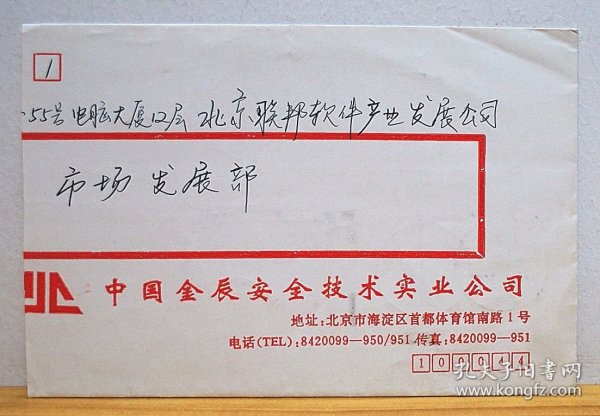 1
55号电脑大厦12层 北京联邦软件产业发展公司
市场发展部
中国金辰安全技术实业公司
地址:北京市海淀区首都体育馆南路1号
电话(TEL):8420099—950/951 传真:8420099—951
100044
孔夫子旧书网
www.kongfz.com